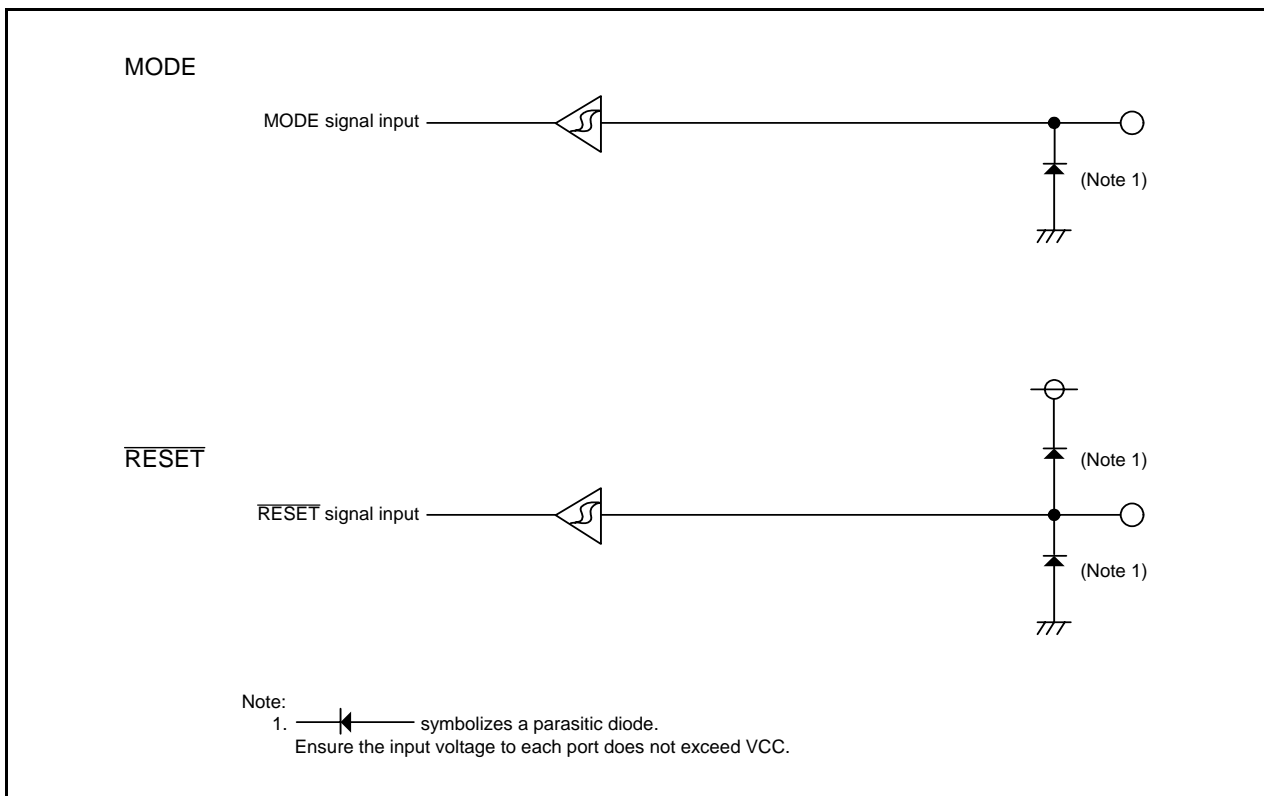 MODE
MODE signal input
(Note 1)
(Note 1)
RESET
RESET signal input
(Note 1)
Note:
1. symbolizes a parasitic diode.
Ensure the input voltage to each port does not exceed VCC.